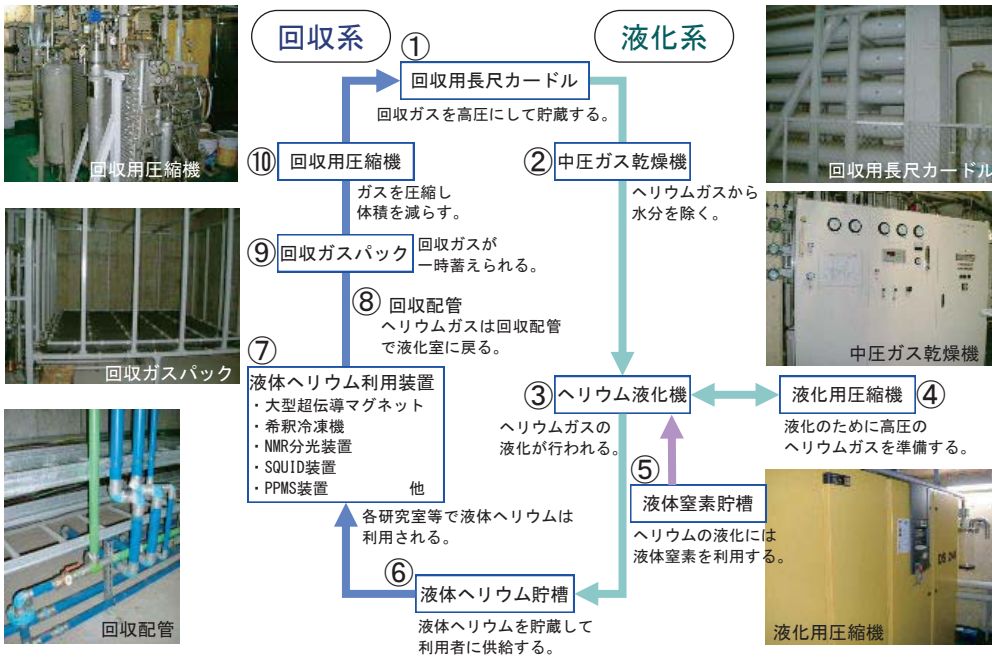 回収系
液化系
①
回収用長尺カードル
回収ガスを高圧にして貯蔵する。
②
中圧ガス乾燥機
ヘリウムガスから
水分を除く。
③
ヘリウム液化機
ヘリウムガスの
液化が行われる。
④
液化用圧縮機
液化のために高圧の
ヘリウムガスを準備する。
⑤
液体窒素貯槽
ヘリウムの液化には
液体窒素を利用する。
⑥
液体ヘリウム貯槽
液体ヘリウムを貯蔵して
利用者に供給する。
⑦
液体ヘリウム利用装置
・大型超伝導マグネット
・希釈冷凍機
・NMR分光装置
・SQUID装置
・PPMS装置 他
各研究室等で液体ヘリウムは
利用される。
⑧ 回収配管
ヘリウムガスは回収配管
で液化室に戻る。
⑨
回収ガスパック
回収ガスが
一時蓄えられる。
⑩
回収用圧縮機
ガスを圧縮し
体積を減らす。
回収用圧縮機
回収ガスパック
回収配管
回収用長尺カードル
中圧ガス乾燥機
液化用圧縮機